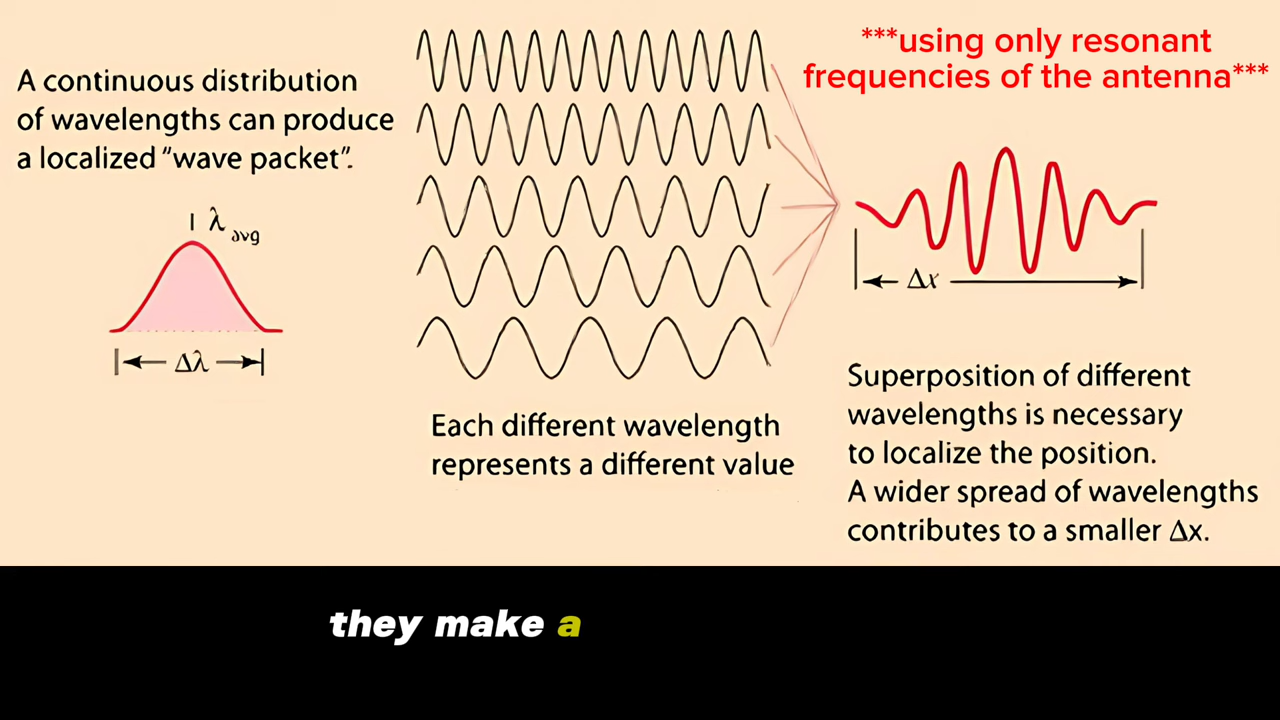 ***using only resonant
frequencies of the antenna***
A continuous distribution
of wavelengths can produce
a localized “wave packet”.
λ avg
Δλ
Δx
Each different wavelength
represents a different value
Superposition of different
wavelengths is necessary
to localize the position.
A wider spread of wavelengths
contributes to a smaller Δx.
they make a